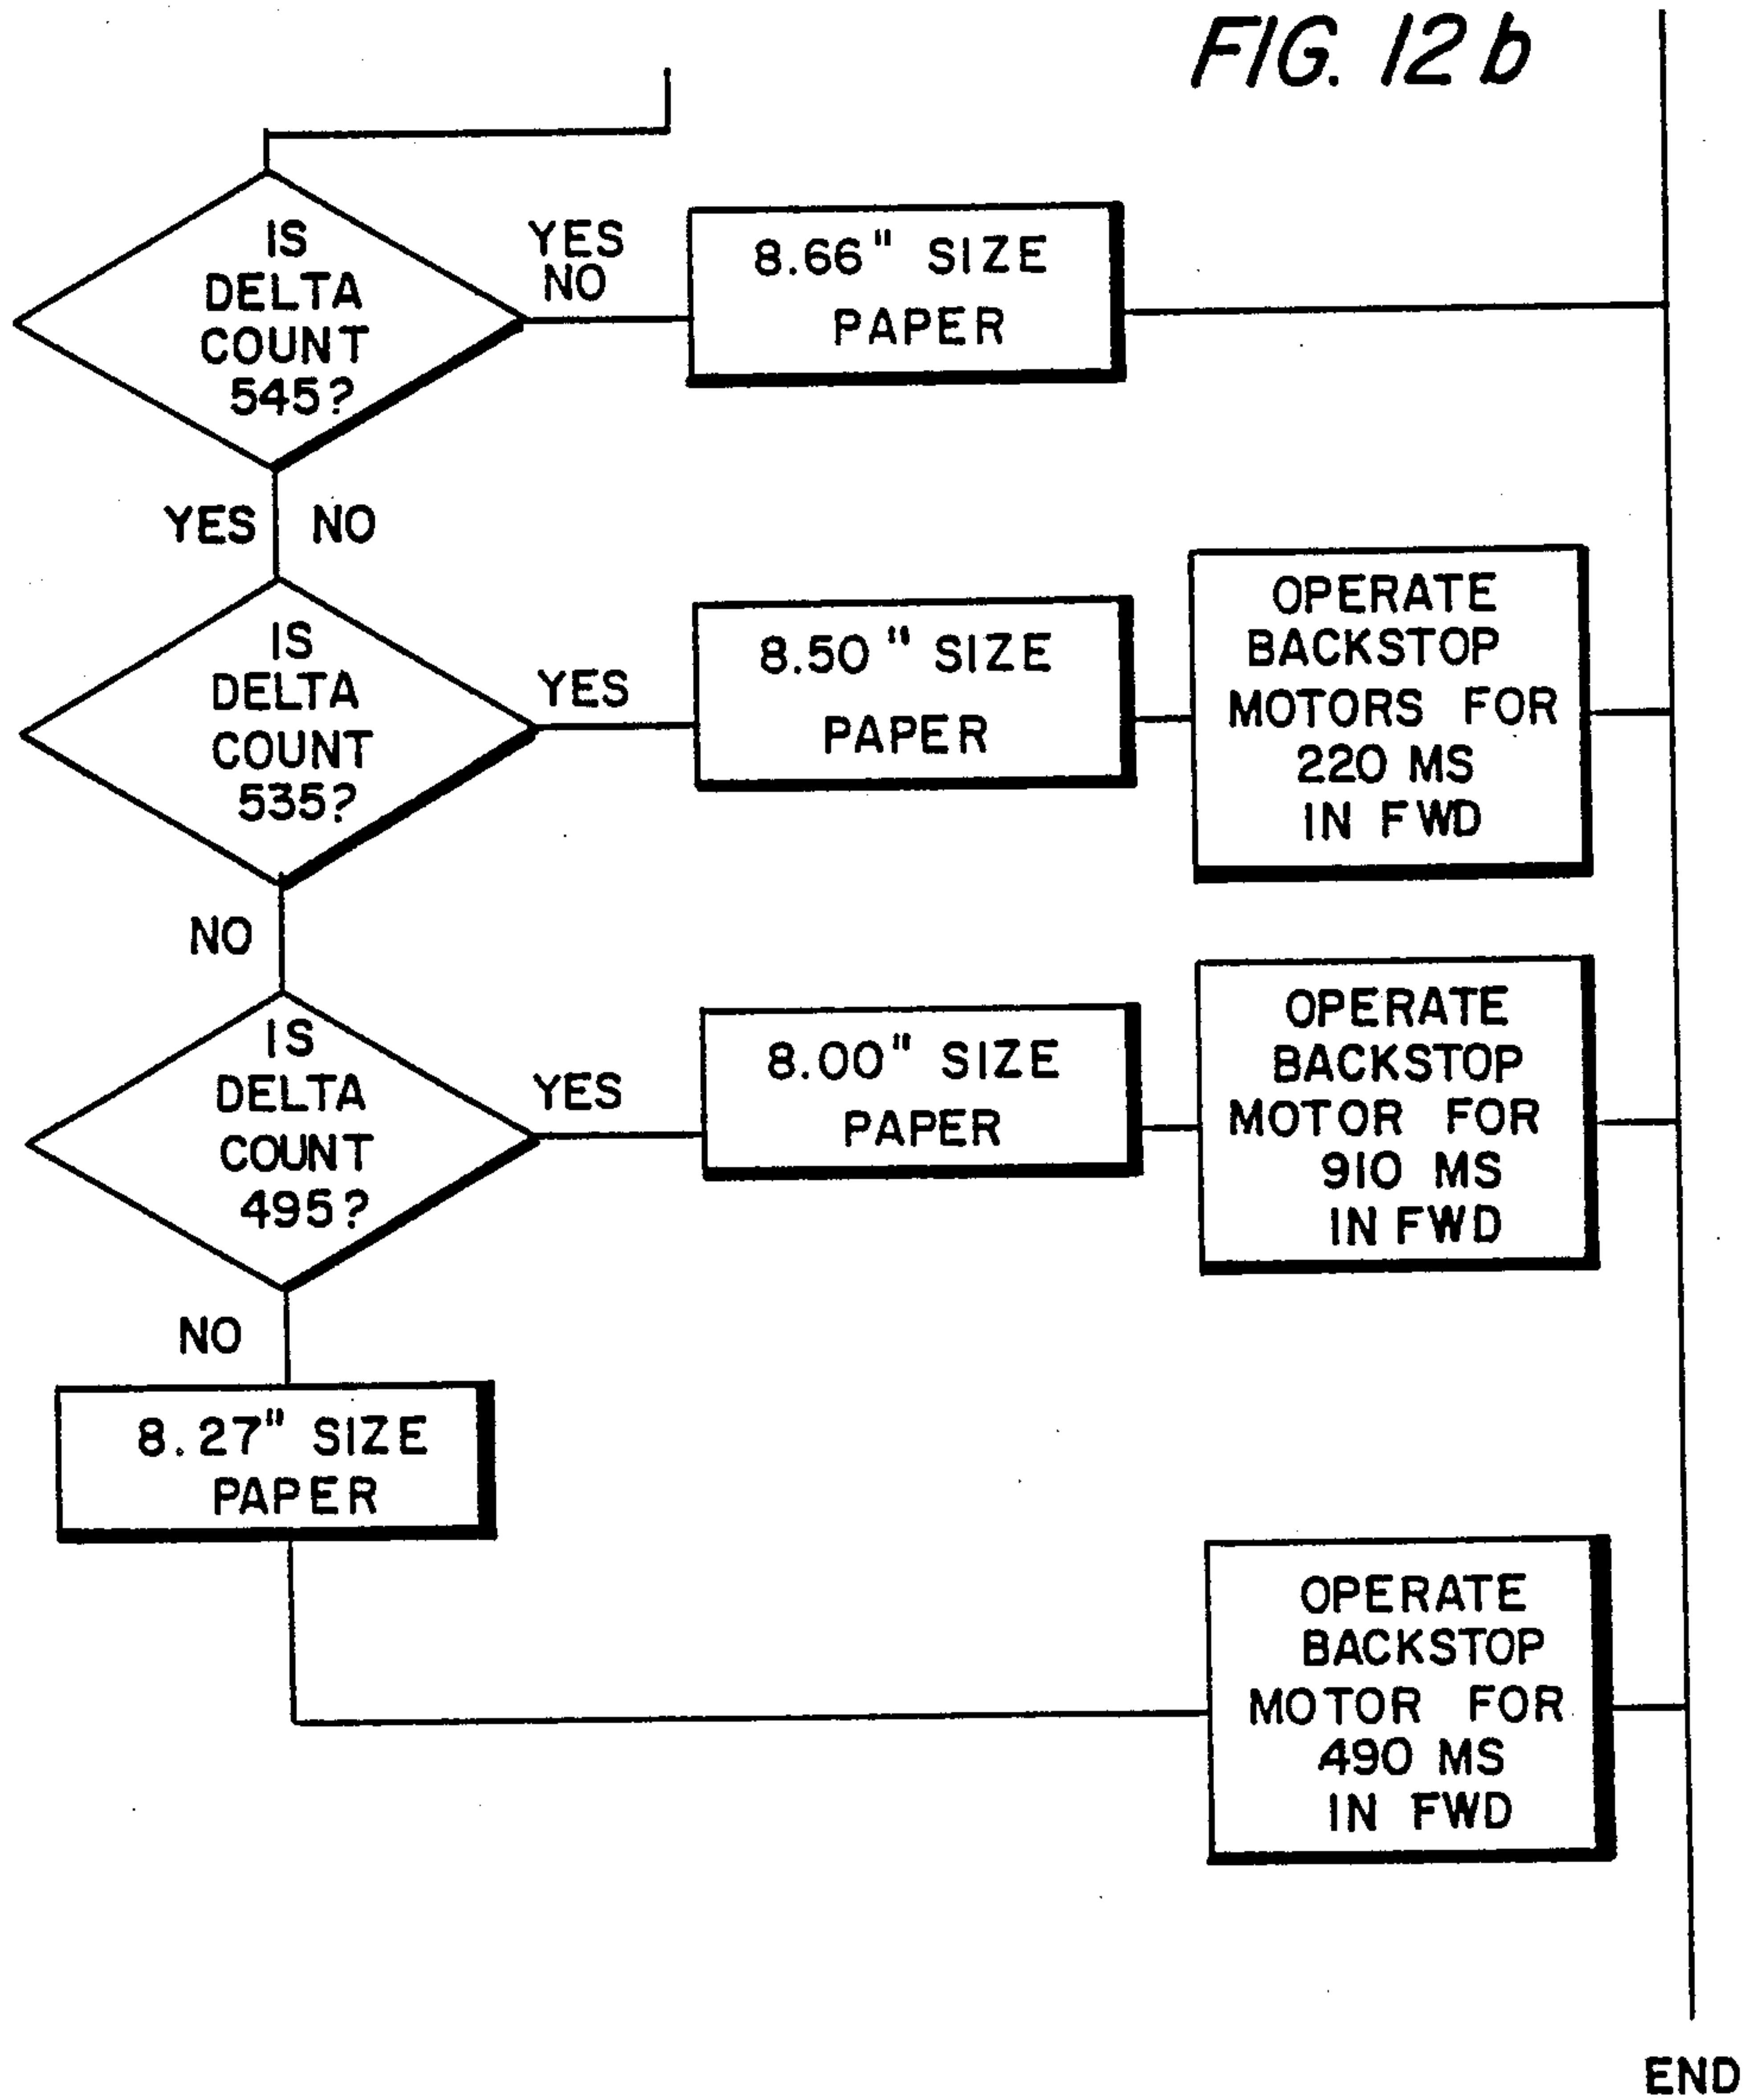 FIG. 12b
IS
DELTA
COUNT
545?
YES
NO
8.66" SIZE
PAPER
YES NO
IS
DELTA
COUNT
535?
YES
8.50" SIZE
PAPER
OPERATE
BACKSTOP
MOTORS FOR
220 MS
IN FWD
NO
IS
DELTA
COUNT
495?
YES
8.00" SIZE
PAPER
OPERATE
BACKSTOP
MOTOR FOR
910 MS
IN FWD
NO
8.27" SIZE
PAPER
OPERATE
BACKSTOP
MOTOR FOR
490 MS
IN FWD
END